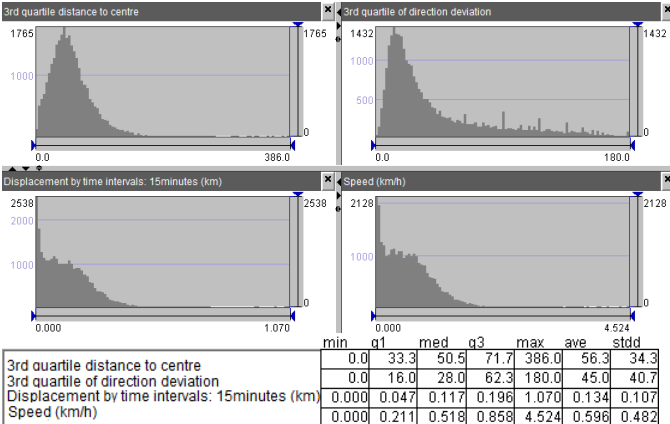 3rd quartile distance to centre
3rd quartile of direction deviation
1765
1765
1000
0
0.0 386.0
1432
1432
1000
500
0
0.0 180.0
Displacement by time intervals: 15minutes (km)
Speed (km/h)
2538
2538
2000
1000
0
0.000 1.070
2128
2128
1000
0
0.000 4.524
min q1 med q3 max ave stdd
3rd quartile distance to centre 0.0 33.3 50.5 71.7 386.0 56.3 34.3
3rd quartile of direction deviation 0.0 16.0 28.0 62.3 180.0 45.0 40.7
Displacement by time intervals: 15minutes (km) 0.000 0.047 0.117 0.196 1.070 0.134 0.107
Speed (km/h) 0.000 0.211 0.518 0.858 4.524 0.596 0.482